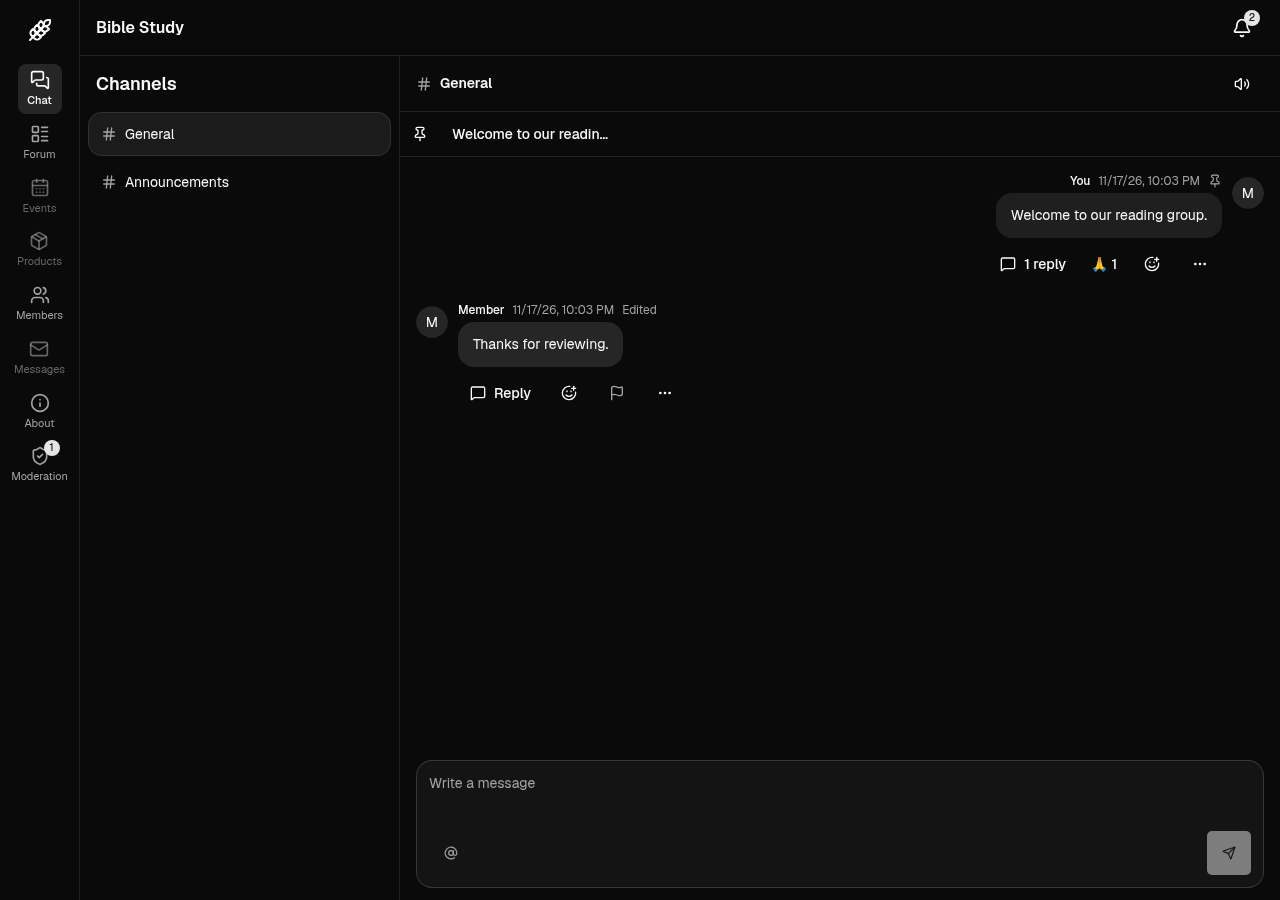 Bible Study
2
Chat
Forum
Events
Products
Members
Messages
About
1
Moderation
Channels
General
Announcements
General
Welcome to our readin...
You 11/17/26, 10:03 PM
M
Welcome to our reading group.
1 reply 🙏 1
M
Member 11/17/26, 10:03 PM Edited
Thanks for reviewing.
Reply
Write a message
@